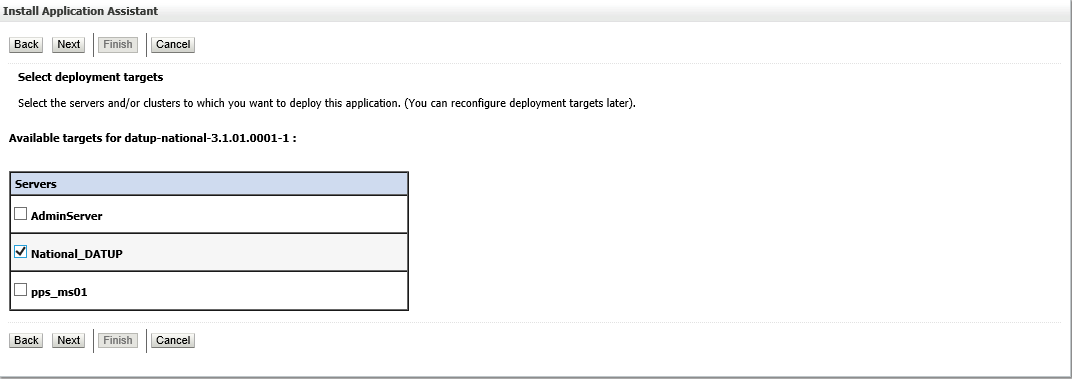 Install Application Assistant
Back Next Finish Cancel
Select deployment targets
Select the servers and/or clusters to which you want to deploy this application. (You can reconfigure deployment targets later).
Available targets for datup-national-3.1.01.0001-1 :
Servers
AdminServer
National_DATUP
pps_ms01
Back Next Finish Cancel